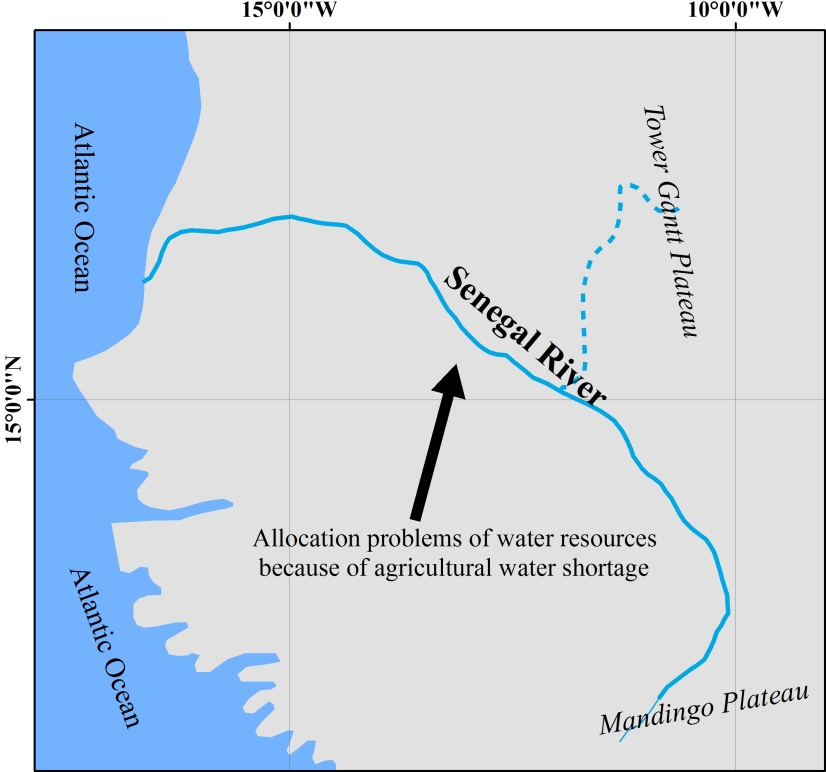 15°0'0"W
10°0'0"W
Atlantic Ocean
Tower Gantt Plateau
Senegal River
15°0'0"N
Allocation problems of water resources
because of agricultural water shortage
Atlantic Ocean
Mandingo Plateau